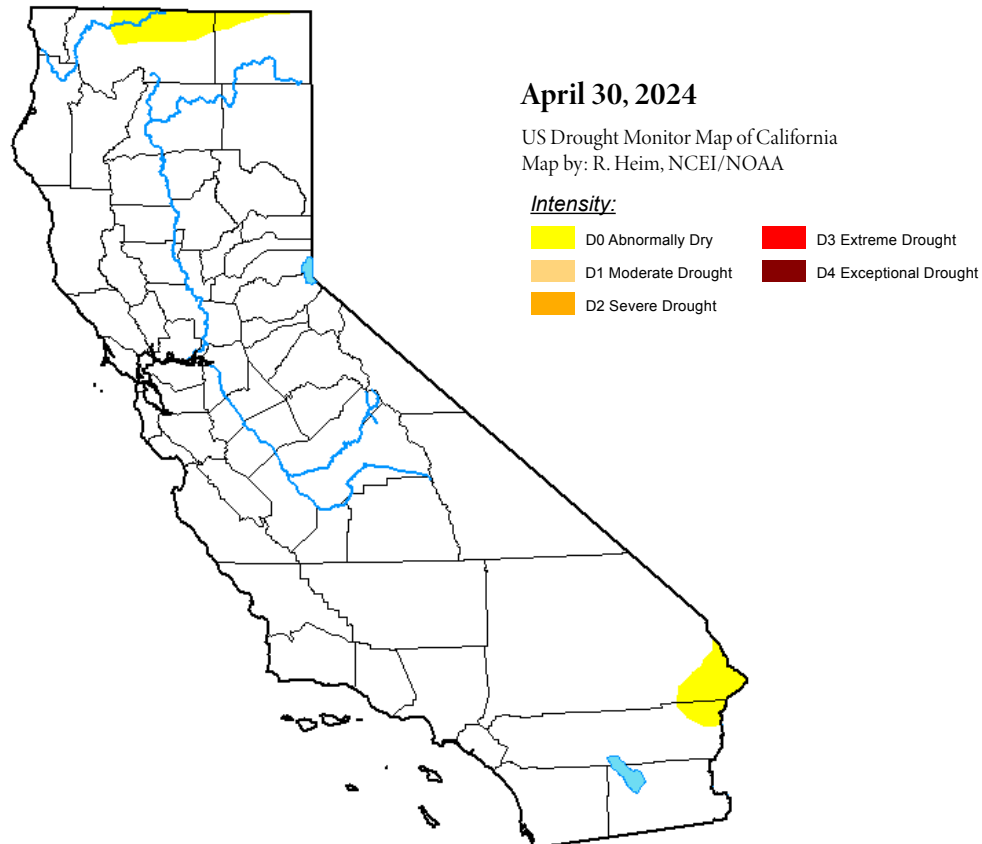 April 30, 2024
US Drought Monitor Map of California
Map by: R. Heim, NCEI/NOAA
Intensity:
D0 Abnormally Dry
D1 Moderate Drought
D2 Severe Drought
D3 Extreme Drought
D4 Exceptional Drought